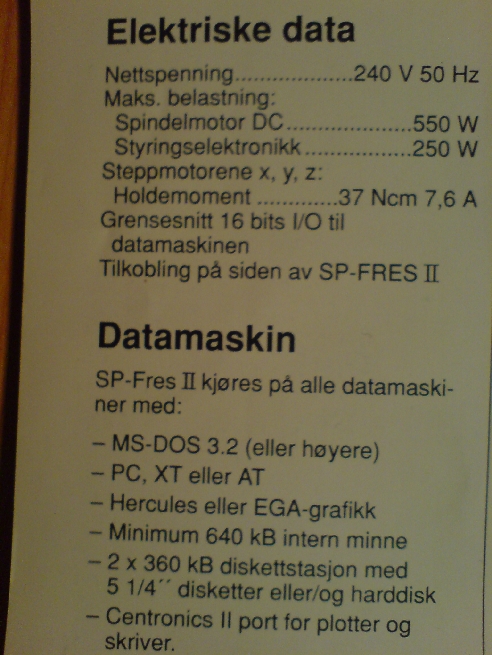 Elektriske data
Nettspenning...................240 V 50 Hz
Maks. belastning:
Spindelmotor DC...................550 W
Styringselektronikk................250 W
Steppmotorene x, y, z:
Holdemoment ............37 Ncm 7,6 A
Grensesnitt 16 bits I/O til
datamaskinen
Tilkobling på siden av SP-FRES II
Datamaskin
SP-Fres II kjøres på alle datamaski-
ner med:
– MS-DOS 3.2 (eller høyere)
– PC, XT eller AT
– Hercules eller EGA-grafikk
– Minimum 640 kB intern minne
– 2 x 360 kB diskettstasjon med
5 1/4´´ disketter eller/og harddisk
– Centronics II port for plotter og
skriver.